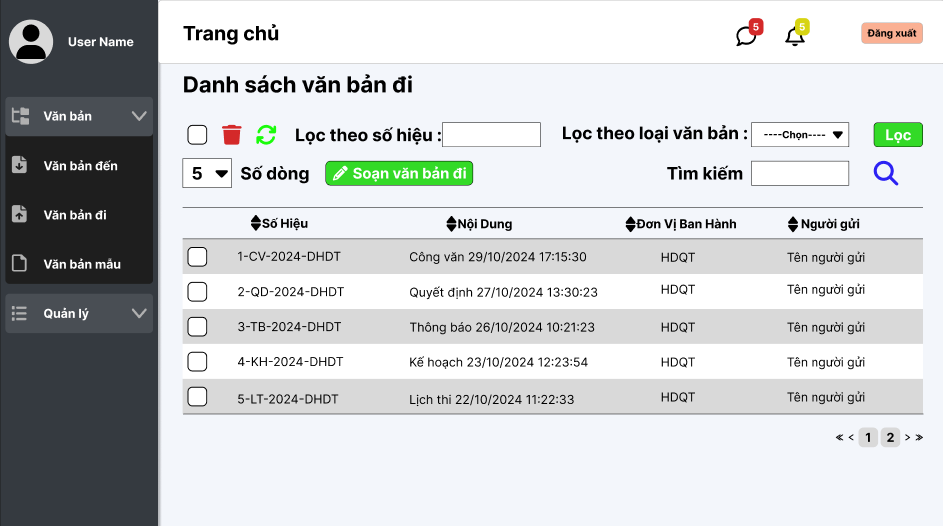 User Name
Trang chủ
5
5
Đăng xuất
Văn bản
Văn bản đến
Văn bản đi
Văn bản mẫu
Quản lý
Danh sách văn bản đi
Lọc theo số hiệu :
Lọc theo loại văn bản :
----Chọn----
Lọc
5
Số dòng
Soạn văn bản đi
Tìm kiếm
Số Hiệu Nội Dung Đơn Vị Ban Hành Người gửi
1-CV-2024-DHDT Công văn 29/10/2024 17:15:30 HDQT Tên người gửi
2-QD-2024-DHDT Quyết định 27/10/2024 13:30:23 HDQT Tên người gửi
3-TB-2024-DHDT Thông báo 26/10/2024 10:21:23 HDQT Tên người gửi
4-KH-2024-DHDT Kế hoạch 23/10/2024 12:23:54 HDQT Tên người gửi
5-LT-2024-DHDT Lịch thi 22/10/2024 11:22:33 HDQT Tên người gửi
« < 1 2 > »